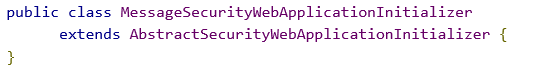 public class MessageSecurityWebApplicationInitializer
      extends AbstractSecurityWebApplicationInitializer {
}